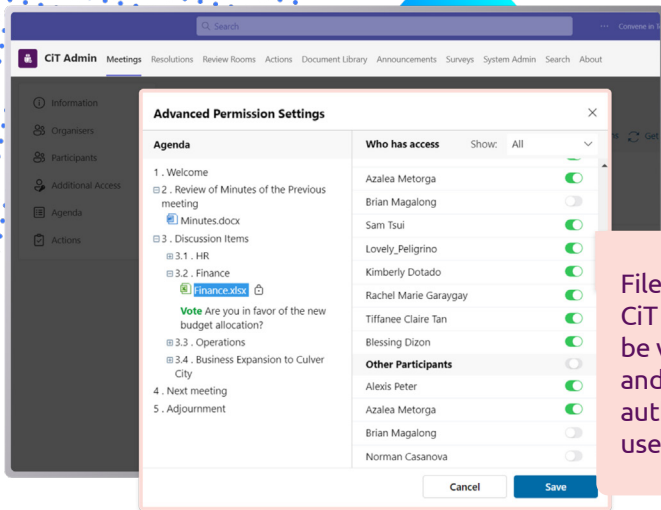 Search
Convene in
CiT Admin Meetings Resolutions Review Rooms Actions Document Library Announcements Surveys System Admin Search About
Information
Organisers
Participants
Additional Access
Agenda
Actions
Get
Advanced Permission Settings
Agenda
1 . Welcome
2 . Review of Minutes of the Previous
meeting
Minutes.docx
3 . Discussion Items
3.1 . HR
3.2 . Finance
Finance.xlsx
Vote Are you in favor of the new
budget allocation?
3.3 . Operations
3.4 . Business Expansion to Culver
City
4 . Next meeting
5 . Adjournment
Who has access Show: All
Azalea Metorga
Brian Magalong
Sam Tsui
Lovely_Peligrino
Kimberly Dotado
Rachel Marie Garaygay
Tiffanee Claire Tan
Blessing Dizon
Other Participants
Alexis Peter
Azalea Metorga
Brian Magalong
Norman Casanova
Cancel Save
File
CiT
be
and
aut
use